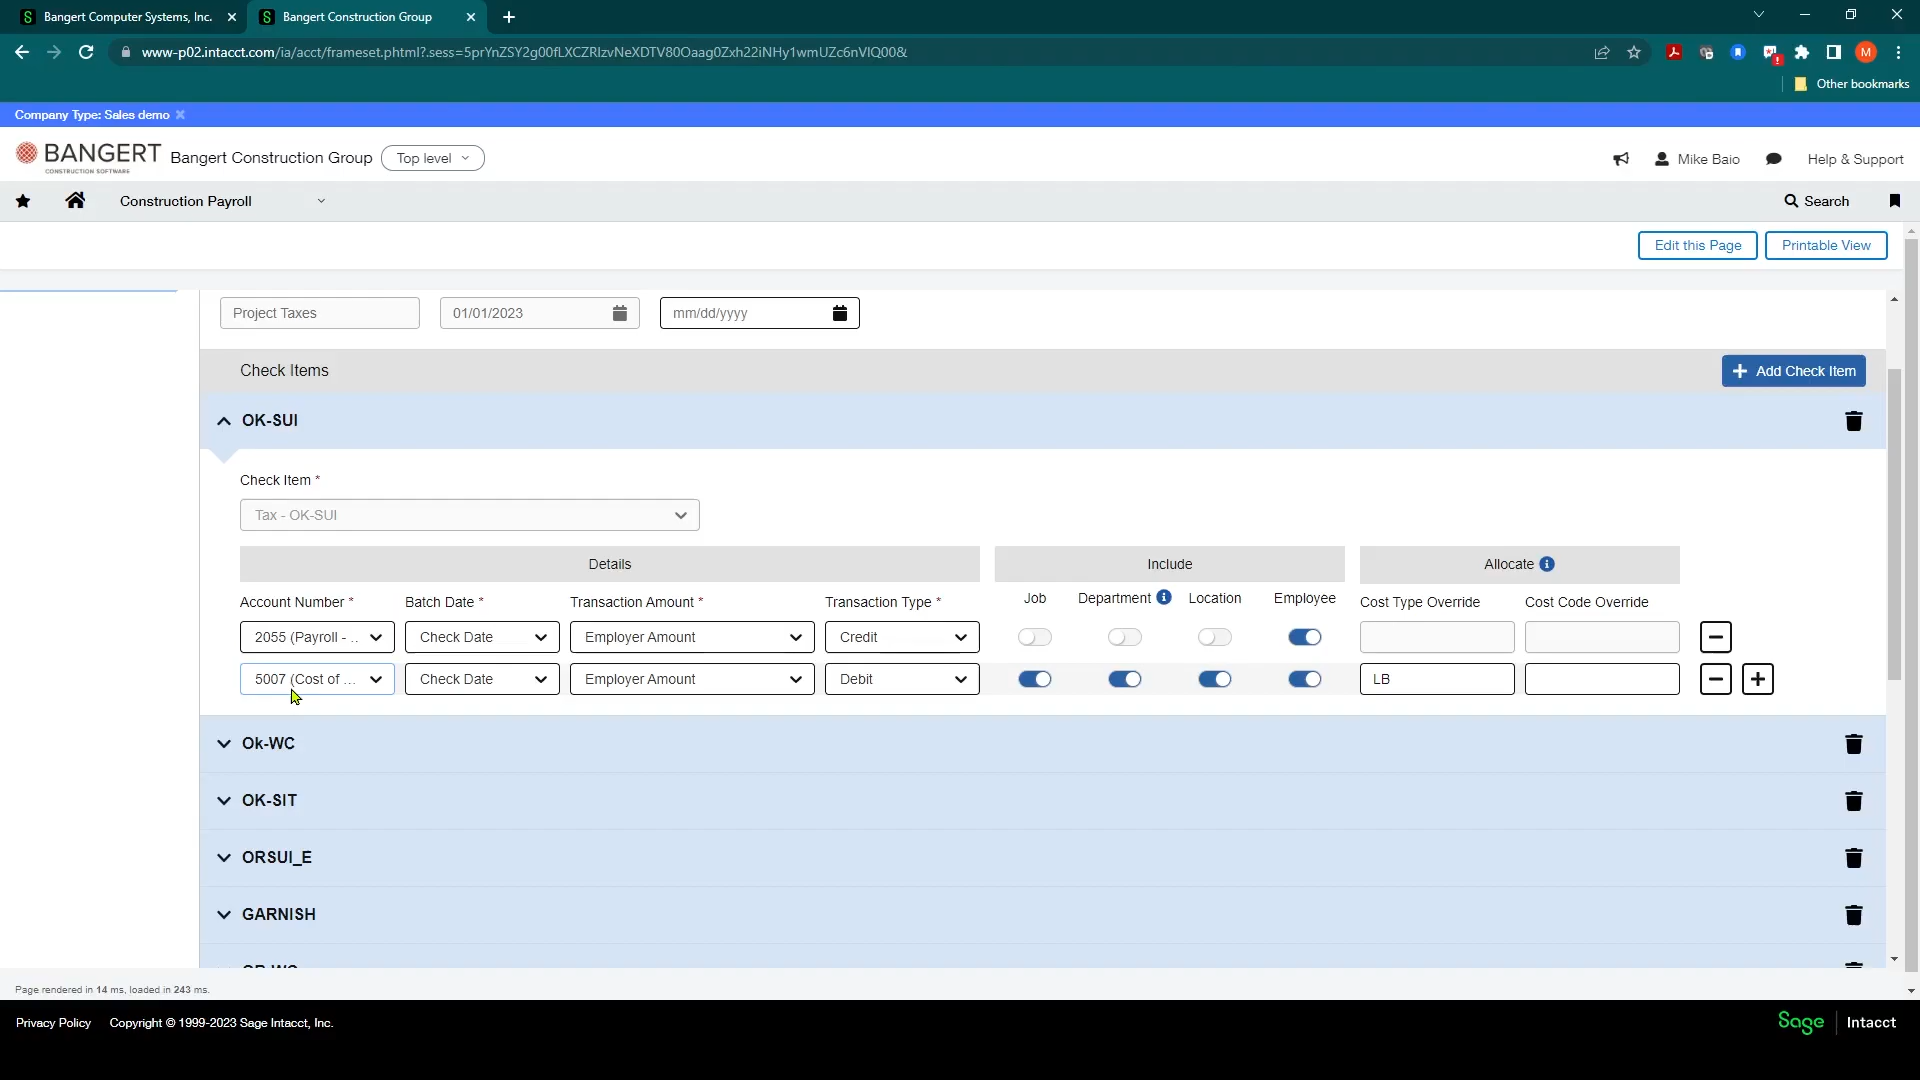 Bangert Computer Systems, Inc.
Bangert Construction Group
www-p02.intacct.com/ia/acct/frameset.phtml?.sess=5prYnZSY2g00fLXCZRIzvNeXDTV80Oaag0Zxh22iNHy1wmUZc6nVIQ00&
M
Other bookmarks
Company Type: Sales demo
BANGERT
CONSTRUCTION SOFTWARE
Bangert Construction Group
Top level
Mike Baio
Help & Support
Construction Payroll
Search
Edit this Page
Printable View
Project Taxes
01/01/2023
mm/dd/yyyy
Check Items
Add Check Item
OK-SUI
Check Item *
Tax - OK-SUI
Details
Include
Allocate
Account Number *
Batch Date *
Transaction Amount *
Transaction Type *
Job
Department
Location
Employee
Cost Type Override
Cost Code Override
2055 (Payroll - ..
Check Date
Employer Amount
Credit
5007 (Cost of ...
Check Date
Employer Amount
Debit
LB
Ok-WC
OK-SIT
ORSUI_E
GARNISH
Page rendered in 14 ms, loaded in 243 ms.
Privacy Policy
Copyright © 1999-2023 Sage Intacct, Inc.
Sage
Intacct